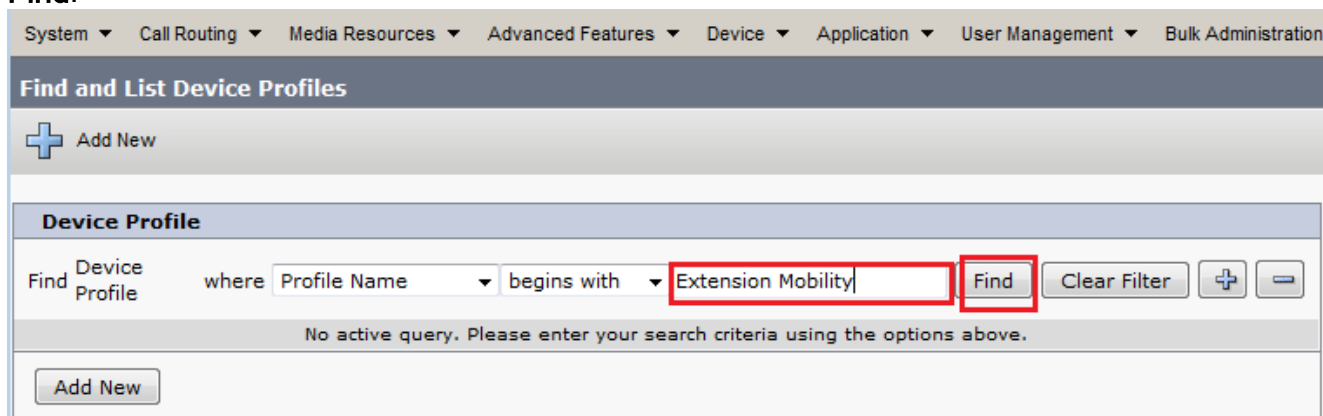 Find.
System Call Routing Media Resources Advanced Features Device Application User Management Bulk Administration
Find and List Device Profiles
Add New
Device Profile
Find Device Profile where Profile Name begins with Extension Mobility Find Clear Filter
No active query. Please enter your search criteria using the options above.
Add New